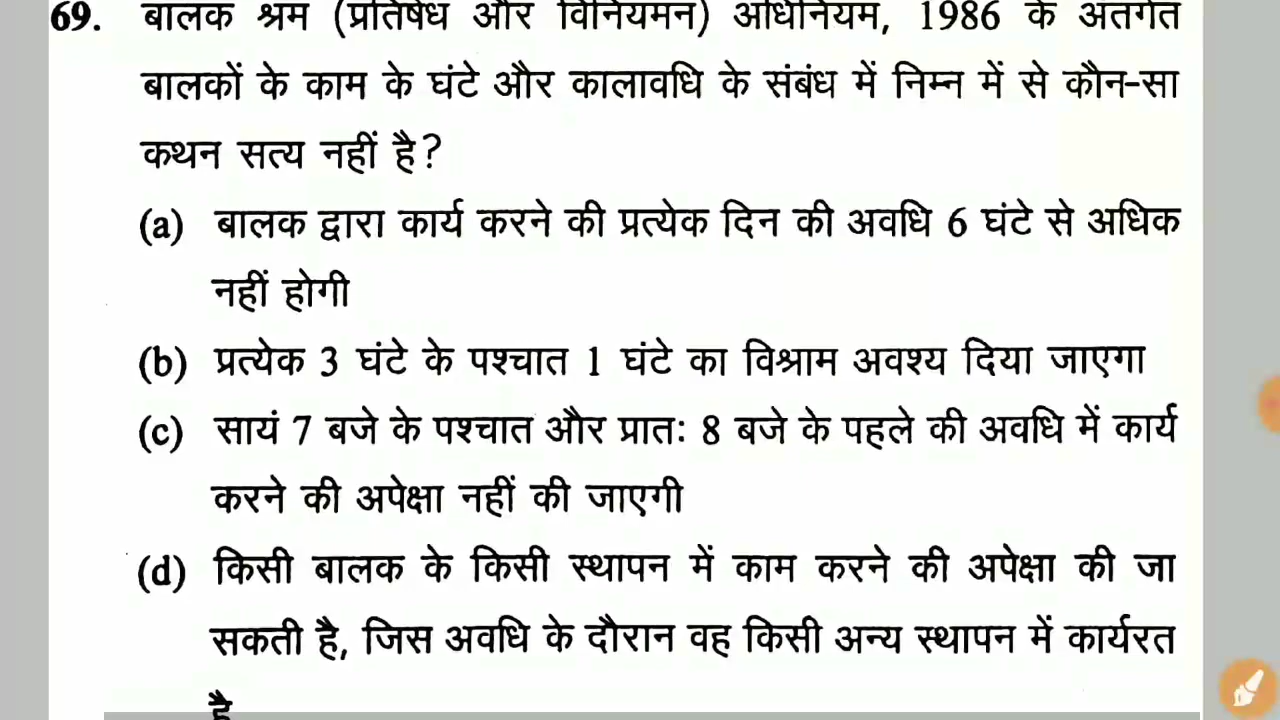 69. बालक श्रम (प्रतिषेध और विनियमन) अधिनियम, 1986 के अंतर्गत
बालकों के काम के घंटे और कालावधि के संबंध में निम्न में से कौन-सा
कथन सत्य नहीं है?
(a) बालक द्वारा कार्य करने की प्रत्येक दिन की अवधि 6 घंटे से अधिक
नहीं होगी
(b) प्रत्येक 3 घंटे के पश्चात 1 घंटे का विश्राम अवश्य दिया जाएगा
(c) सायं 7 बजे के पश्चात और प्रातः 8 बजे के पहले की अवधि में कार्य
करने की अपेक्षा नहीं की जाएगी
(d) किसी बालक के किसी स्थापन में काम करने की अपेक्षा की जा
सकती है, जिस अवधि के दौरान वह किसी अन्य स्थापन में कार्यरत
है